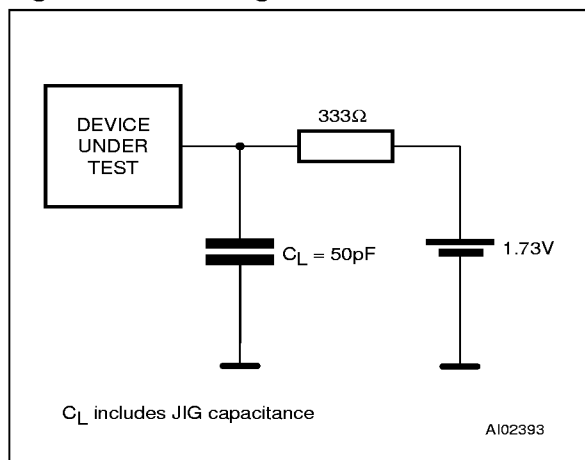 DEVICE
UNDER
TEST
333Ω
CL = 50pF
1.73V
CL includes JIG capacitance
AI02393